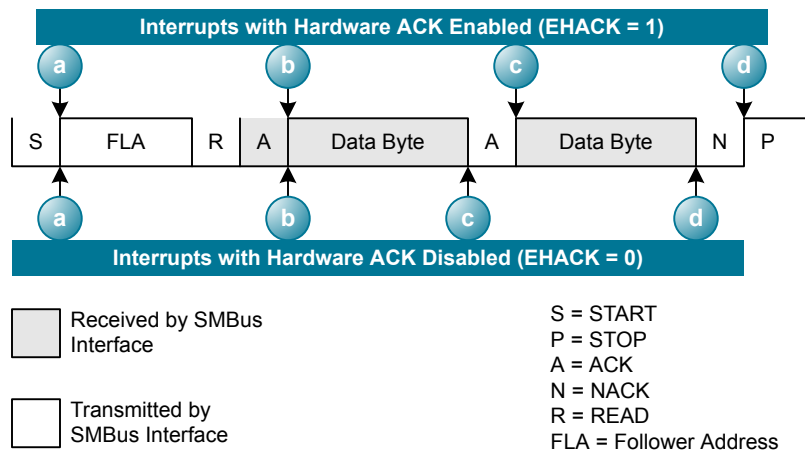 Interrupts with Hardware ACK Enabled (EHACK = 1)
a b c d
S FLA R A Data Byte A Data Byte N P
a b c d
Interrupts with Hardware ACK Disabled (EHACK = 0)
Received by SMBus
Interface
Transmitted by
SMBus Interface
S = START
P = STOP
A = ACK
N = NACK
R = READ
FLA = Follower Address